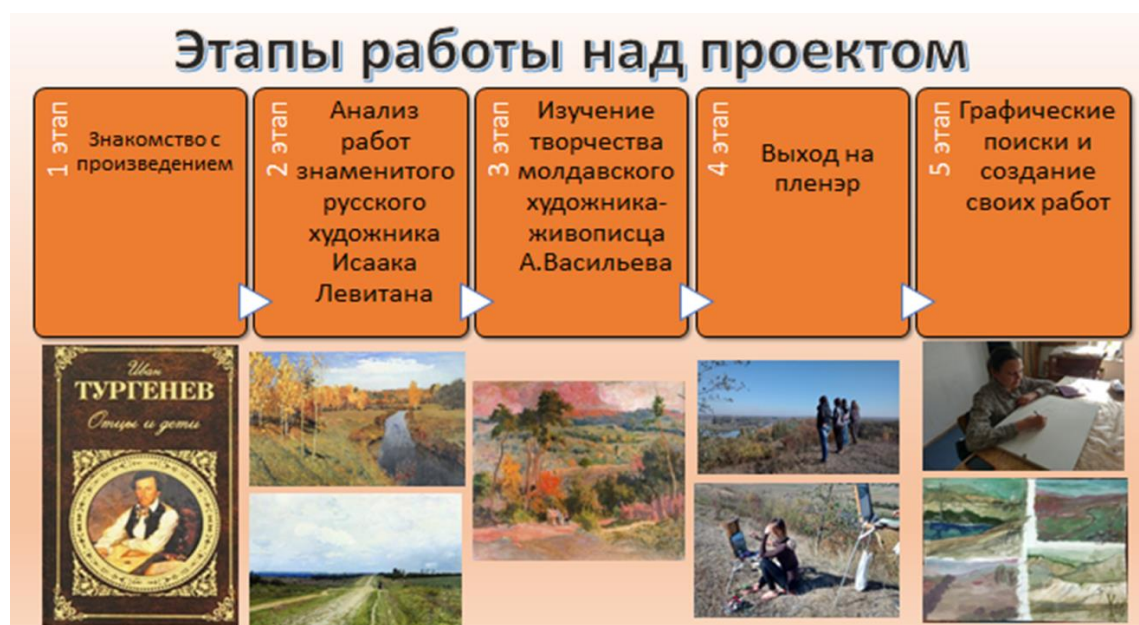 Этапы работы над проектом
1 этап
Знакомство с
произведением
2 этап
Анализ
работ
знаменитого
русского
художника
Исаака
Левитана
3 этап
Изучение
творчества
молдавского
художника-
живописца
А.Васильева
4 этап
Выход на
пленэр
5 этап
Графические
поиски и
создание
своих работ
Иван
ТУРГЕНЕВ
Отцы и дети